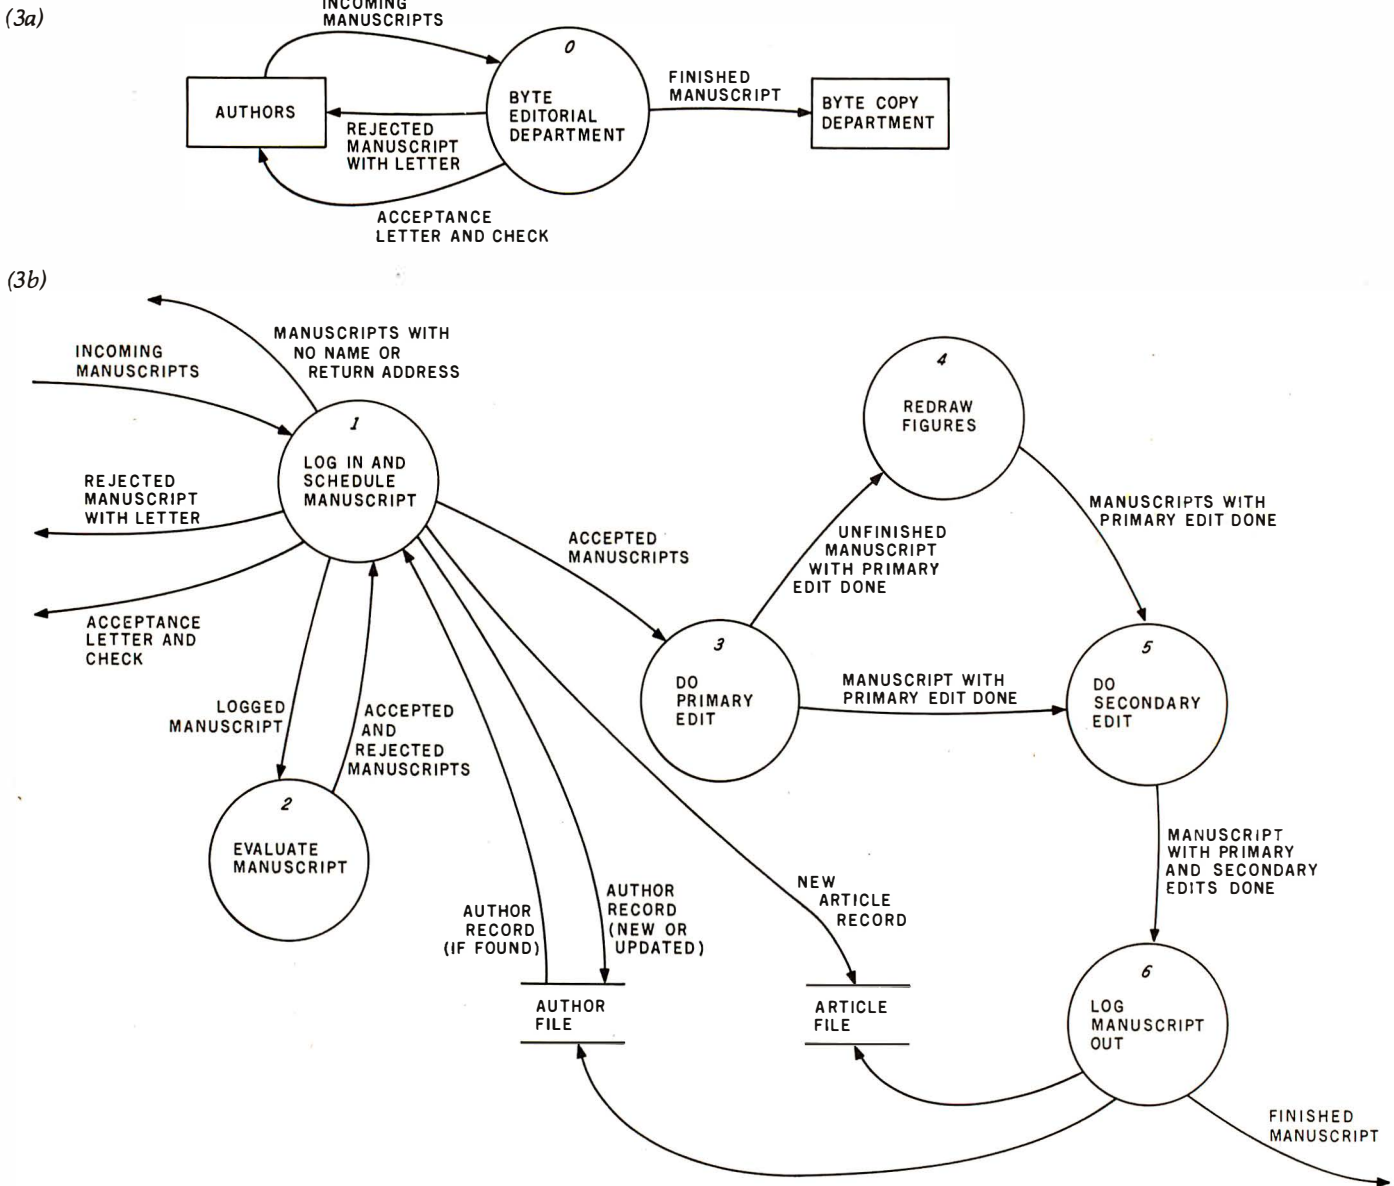 (3a)
INCOMING
MANUSCRIPTS
0
BYTE
EDITORIAL
DEPARTMENT
AUTHORS
FINISHED
MANUSCRIPT
BYTE COPY
DEPARTMENT
REJECTED
MANUSCRIPT
WITH LETTER
ACCEPTANCE
LETTER AND CHECK
(3b)
MANUSCRIPTS WITH
NO NAME OR
RETURN ADDRESS
INCOMING
MANUSCRIPTS
1
LOG IN AND
SCHEDULE
MANUSCRIPT
REJECTED
MANUSCRIPT
WITH LETTER
ACCEPTANCE
LETTER AND
CHECK
4
REDRAW
FIGURES
MANUSCRIPTS WITH
PRIMARY EDIT DONE
ACCEPTED
MANUSCRIPTS
UNFINISHED
MANUSCRIPT
WITH PRIMARY
EDIT DONE
3
DO
PRIMARY
EDIT
MANUSCRIPT WITH
PRIMARY EDIT DONE
5
DO
SECONDARY
EDIT
LOGGED
MANUSCRIPT
ACCEPTED
AND
REJECTED
MANUSCRIPTS
2
EVALUATE
MANUSCRIPT
MANUSCRIPT
WITH PRIMARY
AND SECONDARY
EDITS DONE
AUTHOR
RECORD
(IF FOUND)
AUTHOR
RECORD
(NEW OR
UPDATED)
NEW
ARTICLE
RECORD
AUTHOR
FILE
ARTICLE
FILE
6
LOG
MANUSCRIPT
OUT
FINISHED
MANUSCRIPT